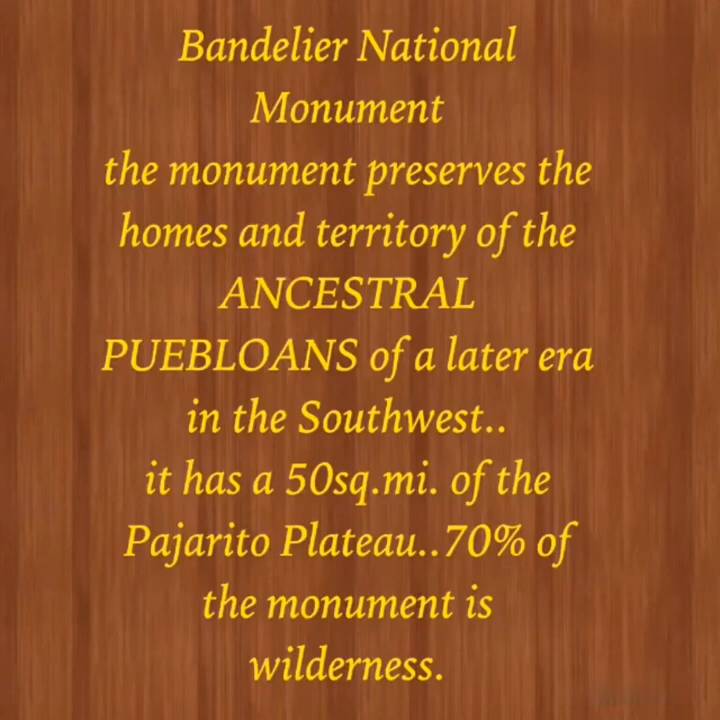 Bandelier National
Monument
the monument preserves the
homes and territory of the
ANCESTRAL
PUEBLOANS of a later era
in the Southwest..
it has a 50sq.mi. of the
Pajarito Plateau..70% of
the monument is
wilderness.